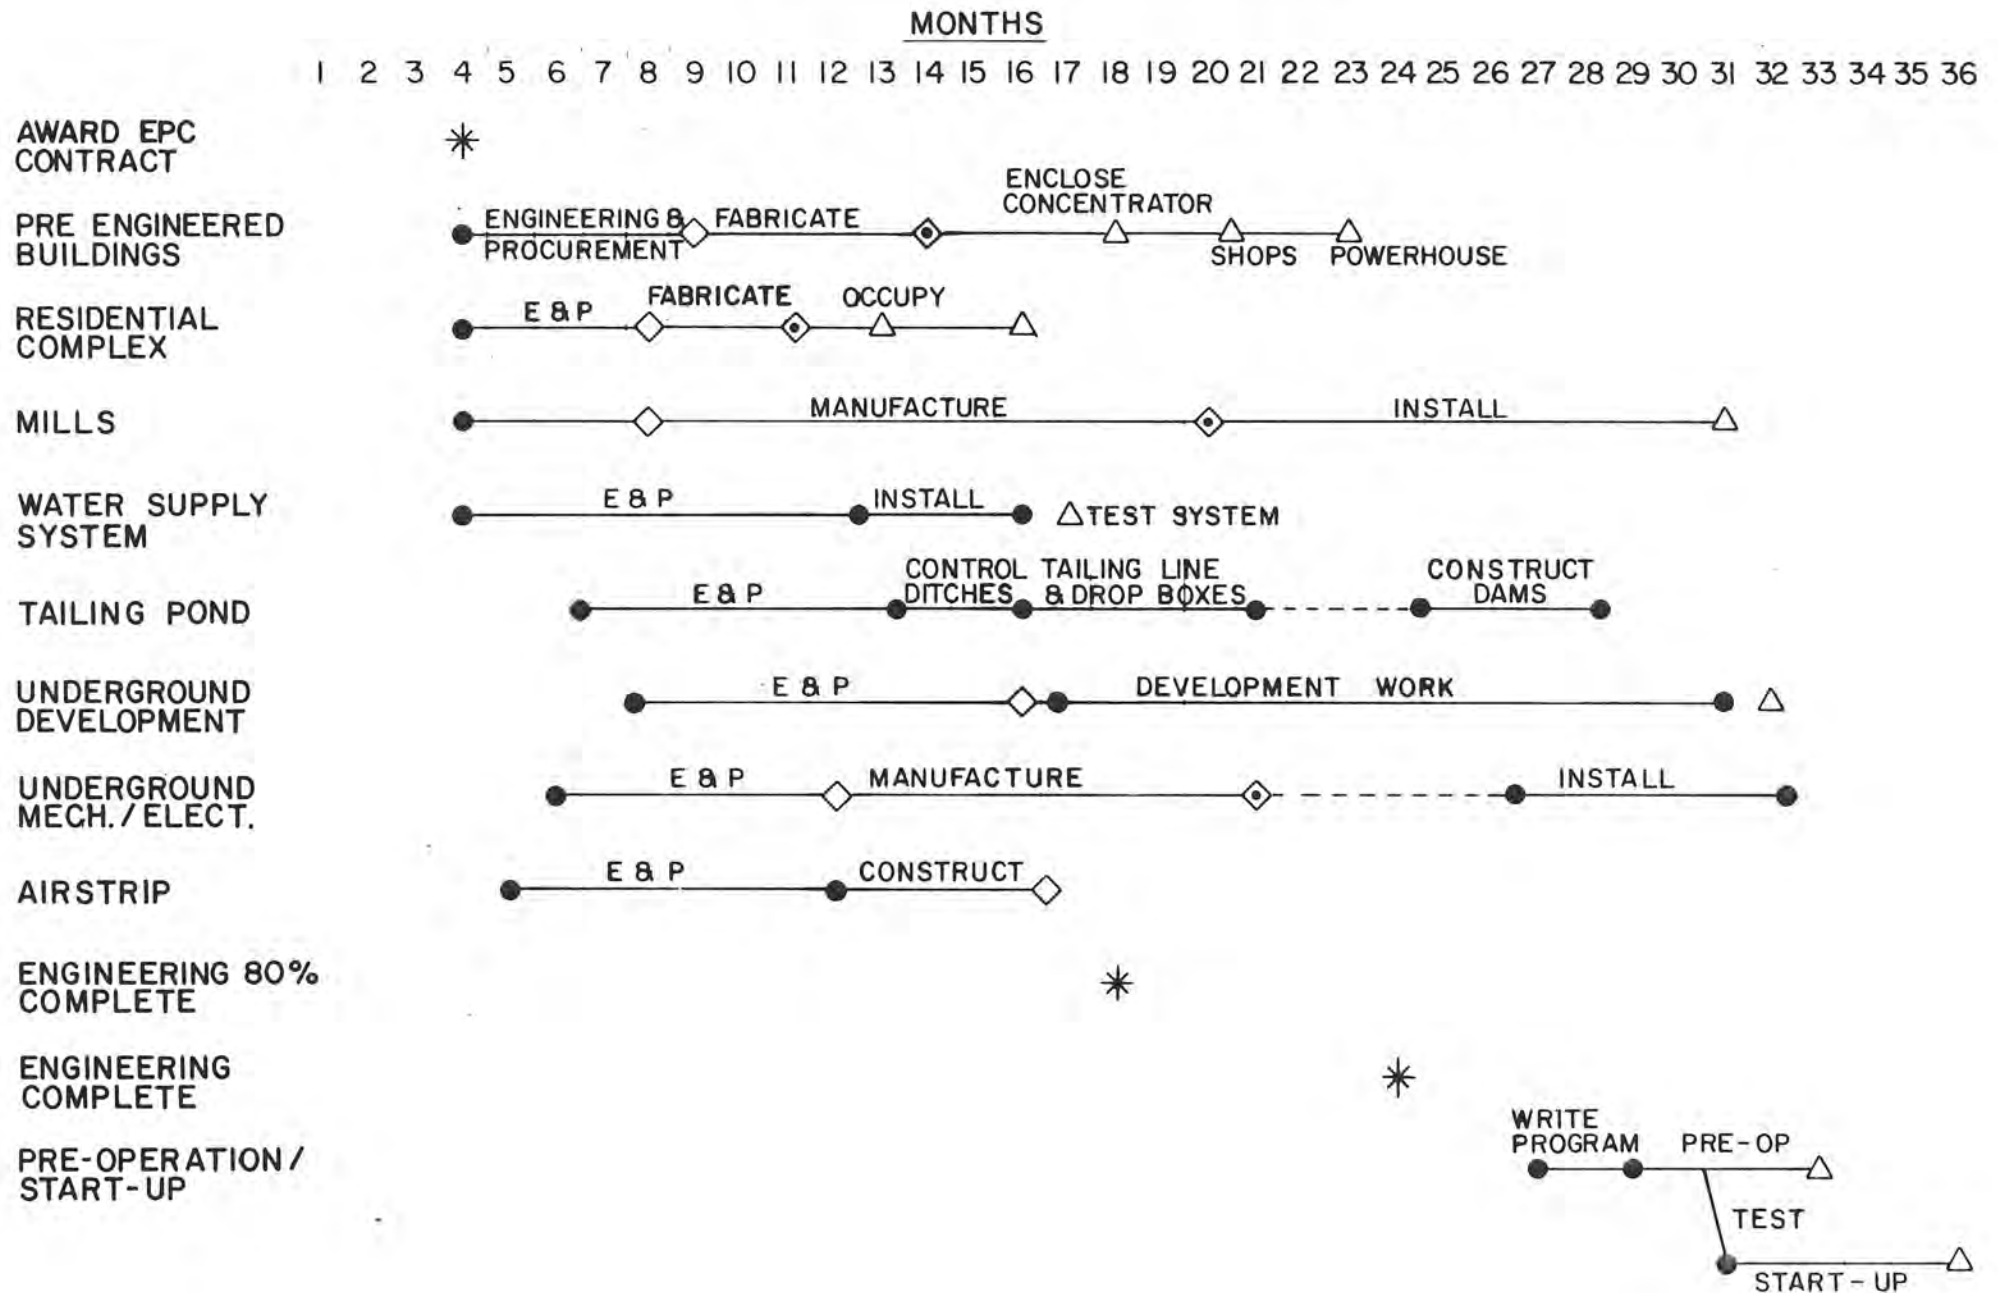 MONTHS
1 2 3 4 5 6 7 8 9 10 11 12 13 14 15 16 17 18 19 20 21 22 23 24 25 26 27 28 29 30 31 32 33 34 35 36
AWARD EPC
CONTRACT
ENCLOSE
CONCENTRATOR
PRE ENGINEERED
BUILDINGS
ENGINEERING &
PROCUREMENT
FABRICATE
SHOPS
POWERHOUSE
RESIDENTIAL
COMPLEX
E & P
FABRICATE
OCCUPY
MILLS
MANUFACTURE
INSTALL
WATER SUPPLY
SYSTEM
E & P
INSTALL
TEST SYSTEM
TAILING POND
E & P
CONTROL
DITCHES
TAILING LINE
& DROP BOXES
CONSTRUCT
DAMS
UNDERGROUND
DEVELOPMENT
E & P
DEVELOPMENT WORK
UNDERGROUND
MECH./ELECT.
E & P
MANUFACTURE
INSTALL
AIRSTRIP
E & P
CONSTRUCT
ENGINEERING 80%
COMPLETE
ENGINEERING
COMPLETE
PRE-OPERATION/
START-UP
WRITE
PROGRAM
PRE-OP
TEST
START-UP